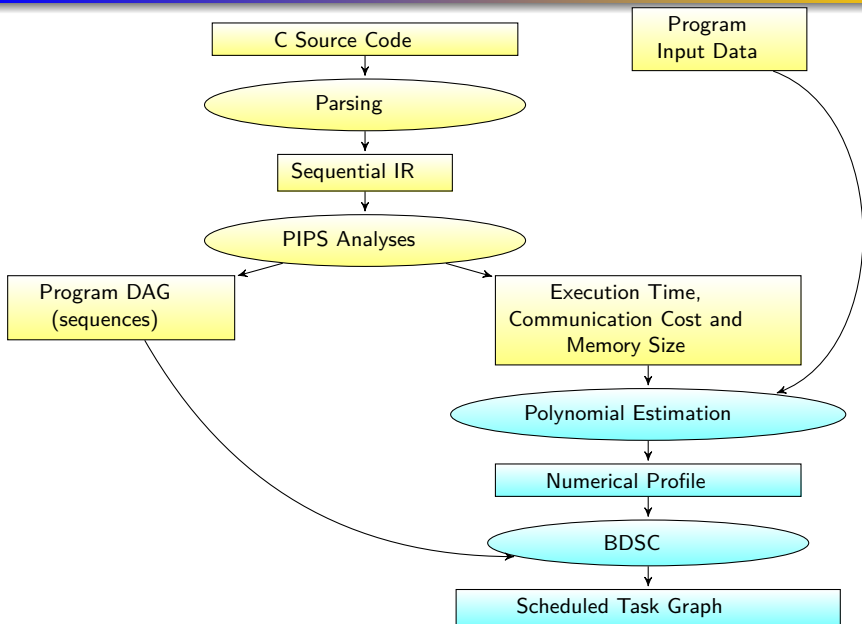 C Source Code
Program
Input Data
Parsing
Sequential IR
PIPS Analyses
Program DAG
(sequences)
Execution Time,
Communication Cost and
Memory Size
Polynomial Estimation
Numerical Profile
BDSC
Scheduled Task Graph